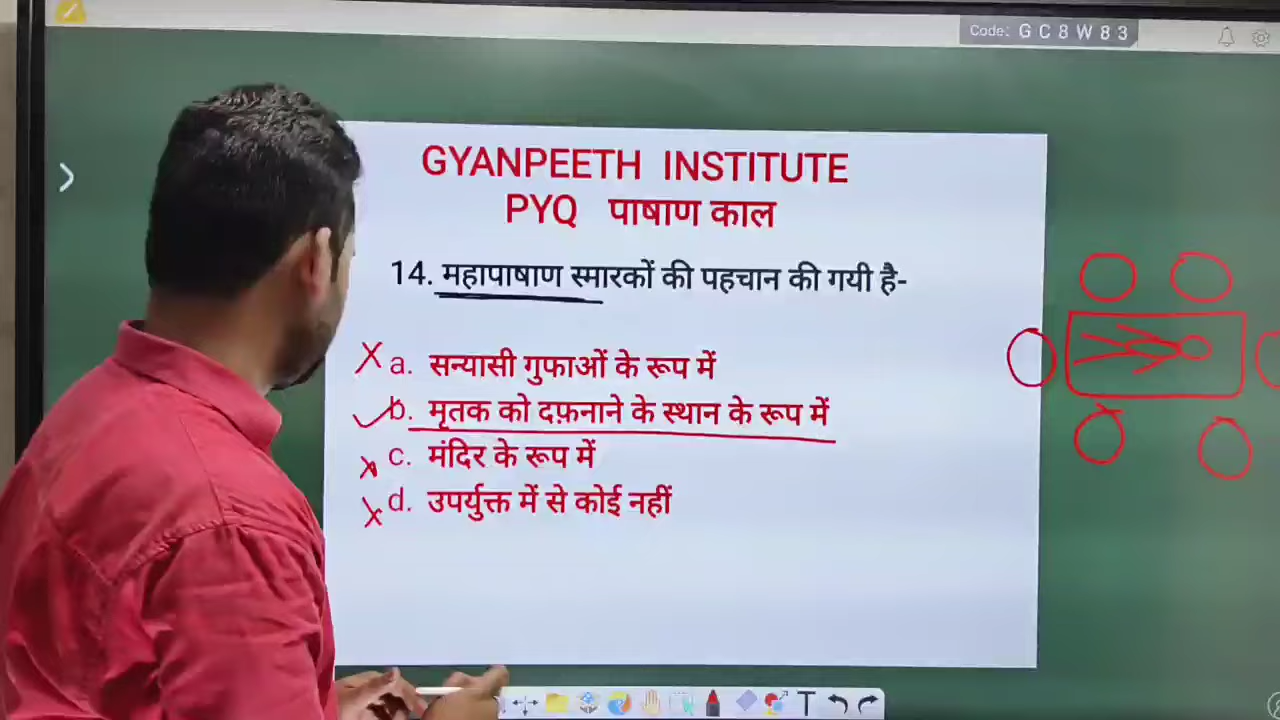 Code: G C 8 W 8 3
GYANPEETH INSTITUTE
PYQ पाषाण काल
14. महापाषाण स्मारकों की पहचान की गयी है-
a. सन्यासी गुफाओं के रूप में
b. मृतक को दफ़नाने के स्थान के रूप में
c. मंदिर के रूप में
d. उपर्युक्त में से कोई नहीं